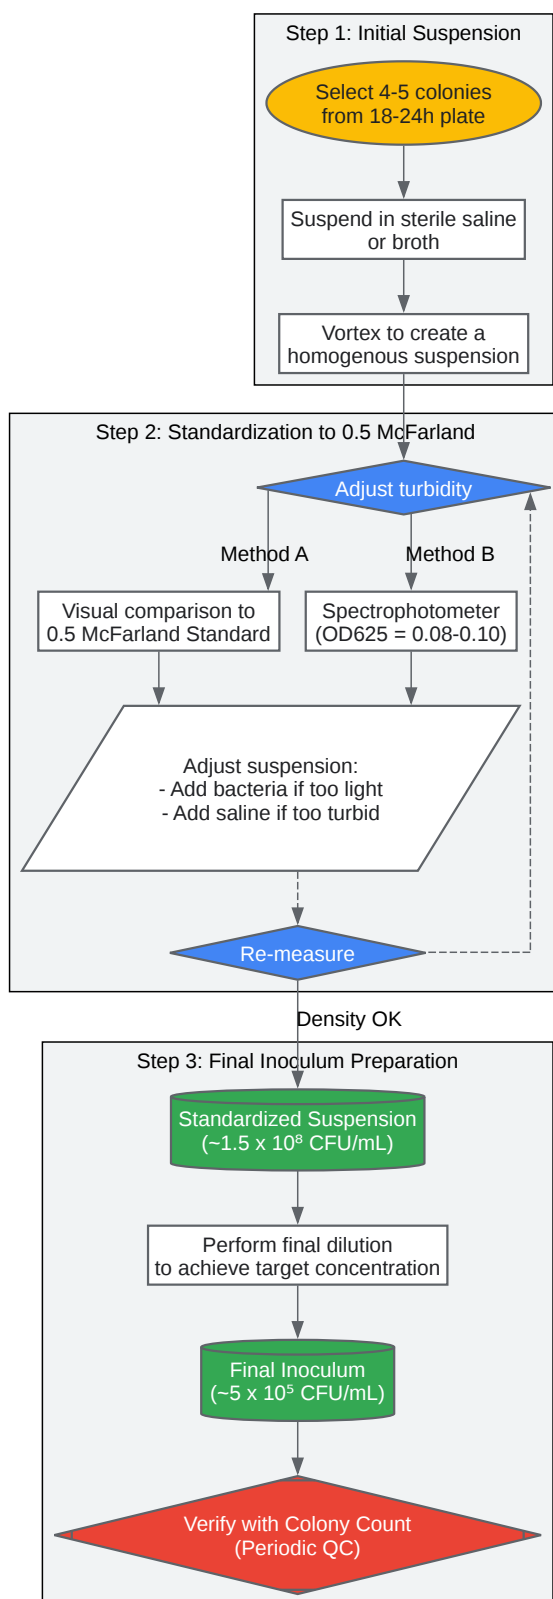 Step 1: Initial Suspension
Select 4-5 colonies
from 18-24h plate
Suspend in sterile saline
or broth
Vortex to create a
homogenous suspension
Step 2: Standardization to 0.5 McFarland
Adjust turbidity
Method A
Method B
Visual comparison to
0.5 McFarland Standard
Spectrophotometer
(OD625 = 0.08-0.10)
Adjust suspension:
- Add bacteria if too light
- Add saline if too turbid
Re-measure
Density OK
Step 3: Final Inoculum Preparation
Standardized Suspension
(~1.5 x 10⁸ CFU/mL)
Perform final dilution
to achieve target concentration
Final Inoculum
(~5 x 10⁵ CFU/mL)
Verify with Colony Count
(Periodic QC)